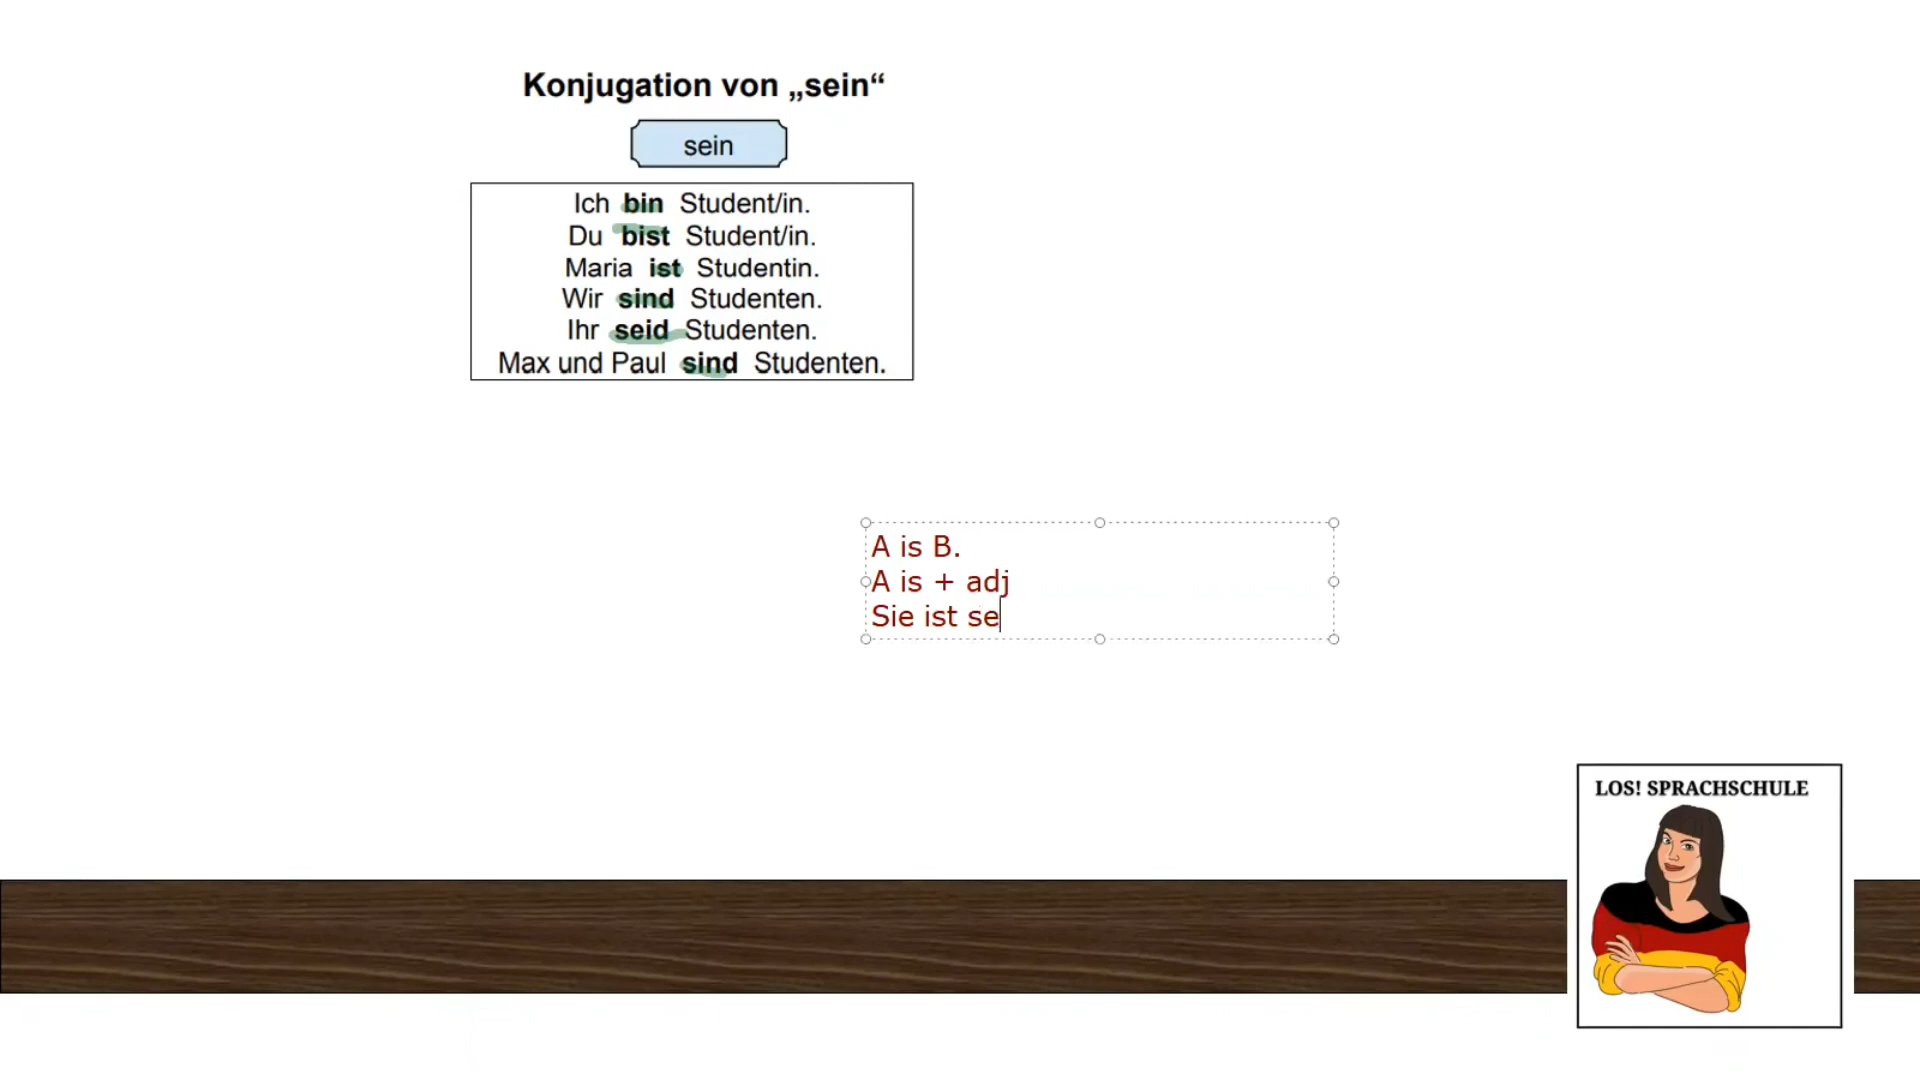 Konjugation von „sein“
sein
Ich bin Student/in.
Du bist Student/in.
Maria ist Studentin.
Wir sind Studenten.
Ihr seid Studenten.
Max und Paul sind Studenten.
A is B.
A is + adj
Sie ist se
LOS! SPRACHSCHULE